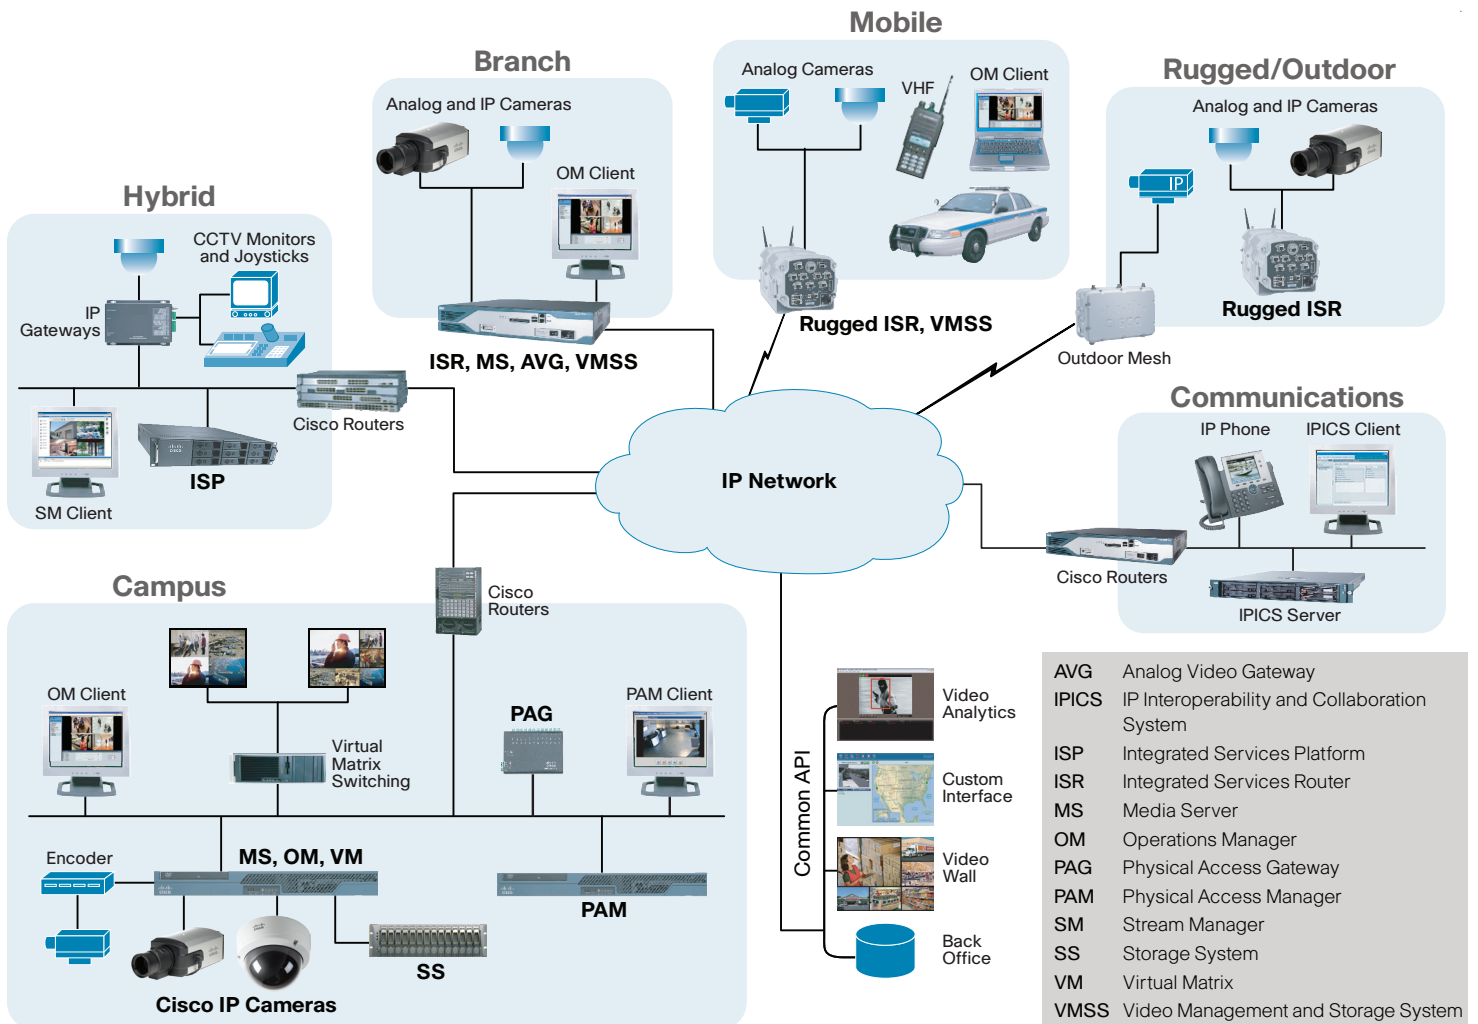 Mobile
Analog Cameras
VHF
OM Client
Branch
Analog and IP Cameras
OM Client
ISR, MS, AVG, VMSS
Rugged ISR, VMSS
Rugged/Outdoor
Analog and IP Cameras
IP
Rugged ISR
CISCO
Outdoor Mesh
Hybrid
CCTV Monitors
and Joysticks
IP
Gateways
Cisco Routers
SM Client
ISP
IP Network
Communications
IP Phone
IPICS Client
Cisco Routers
IPICS Server
Campus
Cisco
Routers
OM Client
Virtual
Matrix
Switching
PAG
PAM Client
Encoder
MS, OM, VM
PAM
SS
Cisco IP Cameras
Common API
Video
Analytics
Custom
Interface
Video
Wall
Back
Office
AVG Analog Video Gateway
IPICS IP Interoperability and Collaboration
System
ISP Integrated Services Platform
ISR Integrated Services Router
MS Media Server
OM Operations Manager
PAG Physical Access Gateway
PAM Physical Access Manager
SM Stream Manager
SS Storage System
VM Virtual Matrix
VMSS Video Management and Storage System